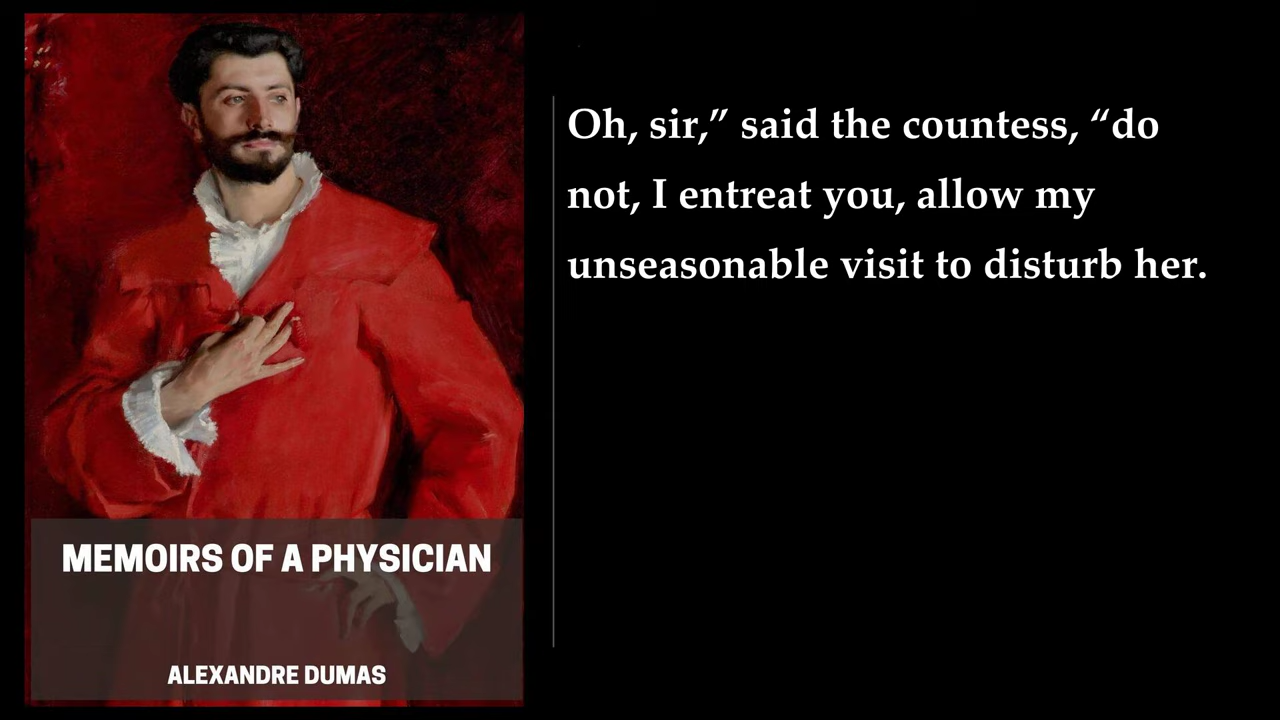 MEMOIRS OF A PHYSICIAN
ALEXANDRE DUMAS
Oh, sir,” said the countess, “do
not, I entreat you, allow my
unseasonable visit to disturb her.